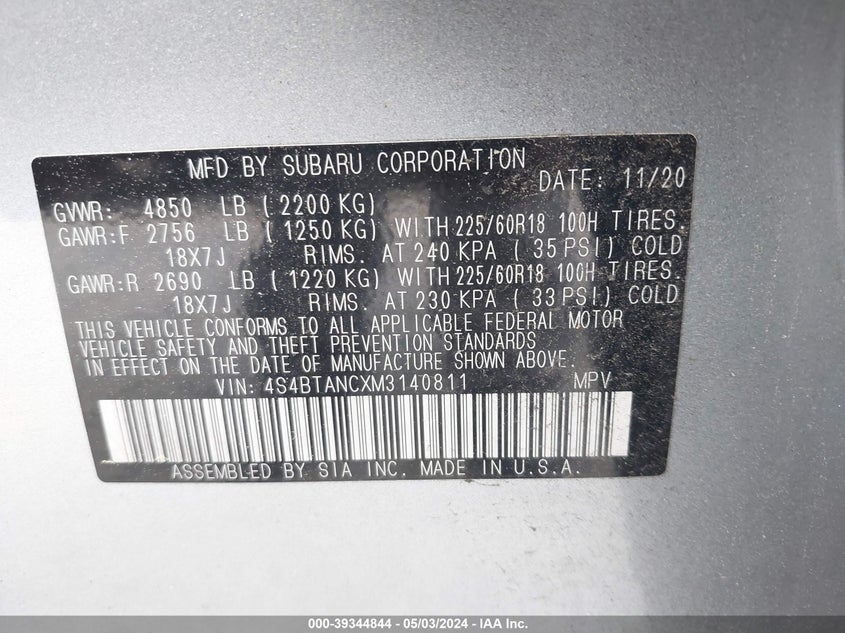 MFD BY SUBARU CORPORATION
DATE: 11/20
GVWR: 4850 LB (2200 KG)
GAWR:F 2756 LB (1250 KG) WITH 225/60R18 100H TIRES.
18X7J RIMS. AT 240 KPA (35 PSI) COLD
GAWR:R 2690 LB (1220 KG) WITH 225/60R18 100H TIRES.
18X7J RIMS. AT 230 KPA (33 PSI) COLD
THIS VEHICLE CONFORMS TO ALL APPLICABLE FEDERAL MOTOR
VEHICLE SAFETY AND THEFT PREVENTION STANDARDS
IN EFFECT ON THE DATE OF MANUFACTURE SHOWN ABOVE.
VIN: 4S4BTANCXM3140811 MPV
ASSEMBLED BY SIA INC. MADE IN U.S.A.
000-39344844 — 05/03/2024 — IAA Inc.